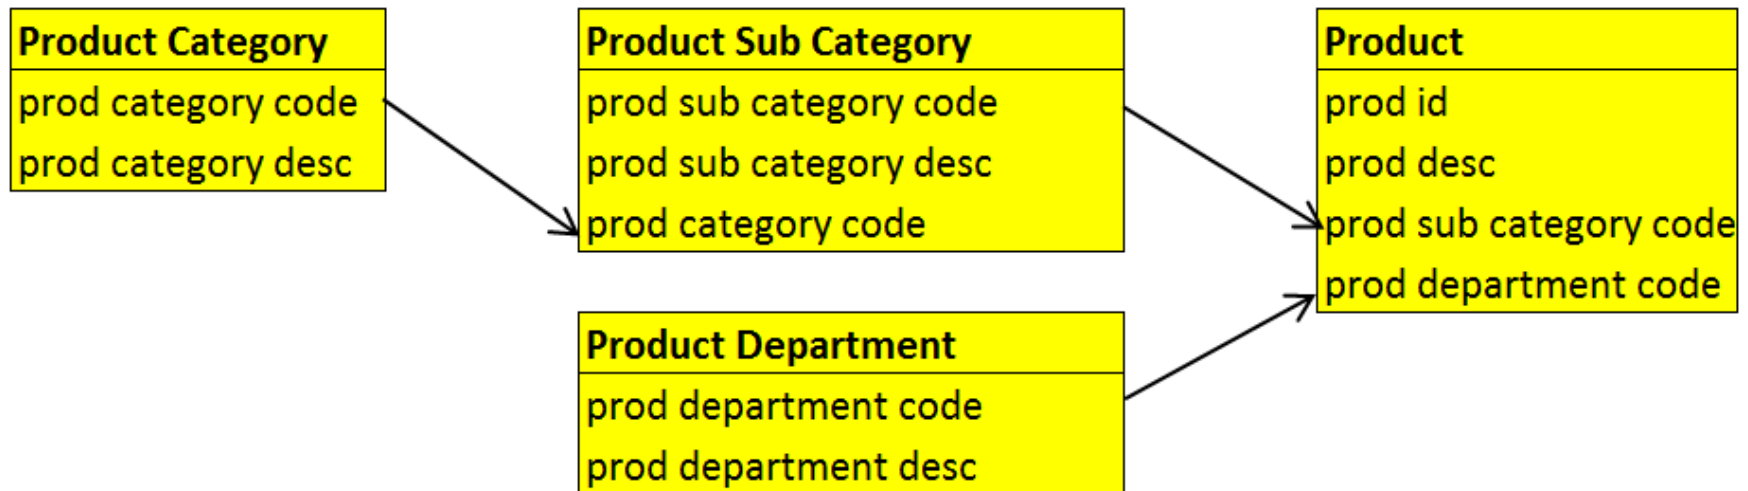 Product Category
prod category code
prod category desc
Product Sub Category
prod sub category code
prod sub category desc
prod category code
Product Department
prod department code
prod department desc
Product
prod id
prod desc
prod sub category code
prod department code